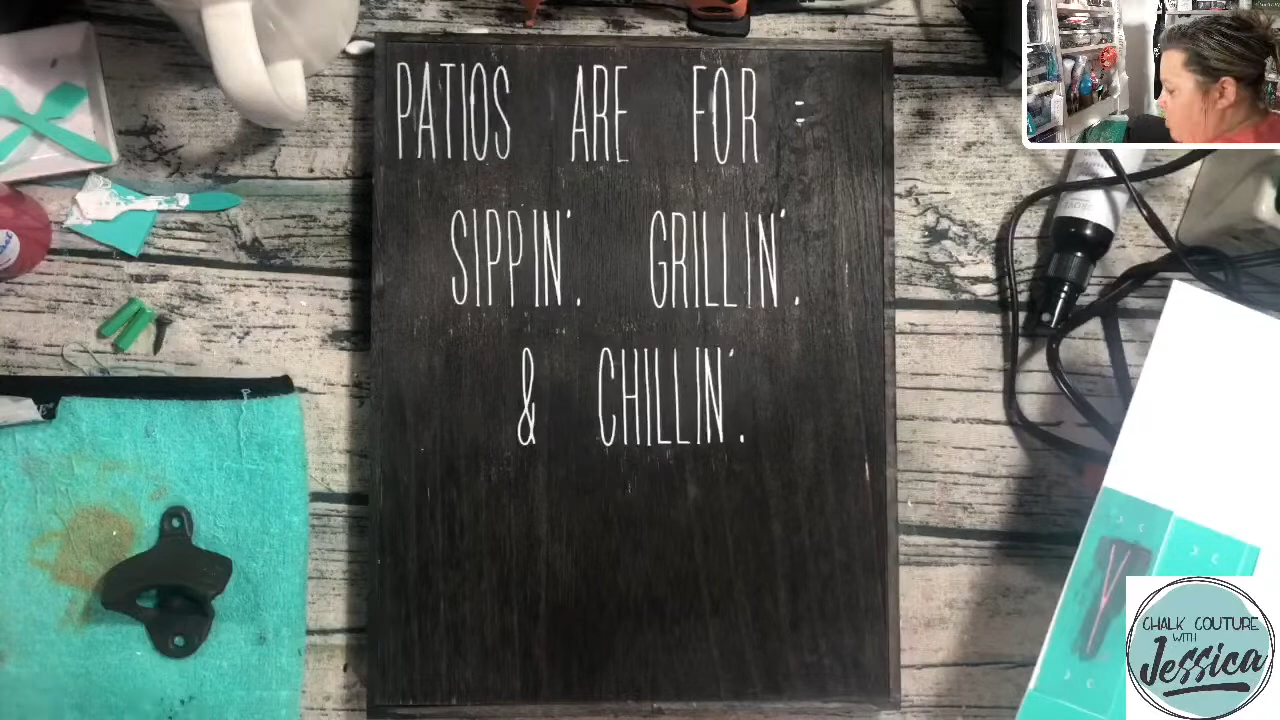 PATIOS ARE FOR :
SIPPIN'. GRILLIN'.
& CHILLIN'.
CHALK COUTURE
WITH
Jessica